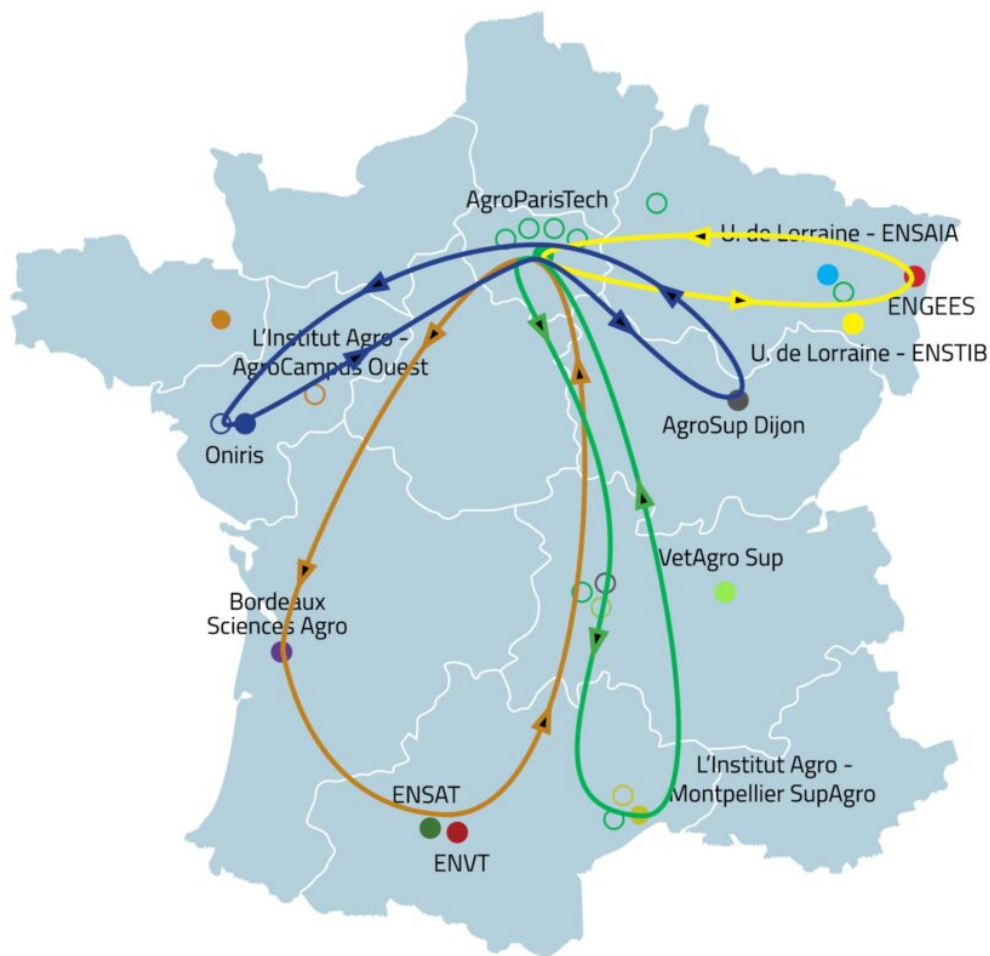 AgroParisTech
U. de Lorraine - ENSAIA
ENGEES
U. de Lorraine - ENSTIB
L'Institut Agro -
AgroCampus Ouest
AgroSup Dijon
Oniris
VetAgro Sup
Bordeaux
Sciences Agro
L'Institut Agro -
Montpellier SupAgro
ENSAT
ENVT